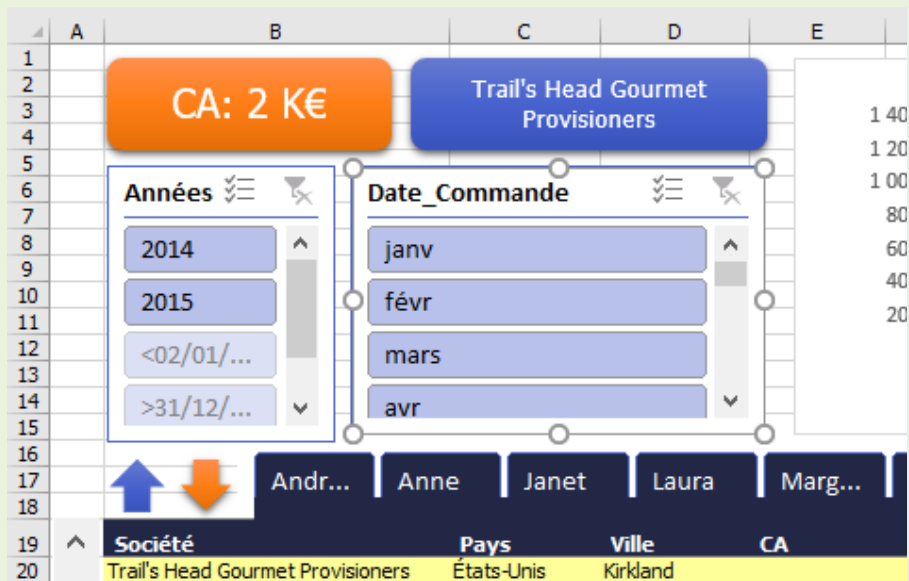 A B C D E
1
2
3
4
5
6
7
8
9
10
11
12
13
14
15
16
17
18
19
20
CA: 2 K€
Trail's Head Gourmet
Provisioners
1 40
1 20
1 00
80
60
40
20
Années
2014
2015
<02/01/...
>31/12/...
Date_Commande
janv
févr
mars
avr
Andr... Anne Janet Laura Marg...
Société Pays Ville CA
Trail's Head Gourmet Provisioners États-Unis Kirkland